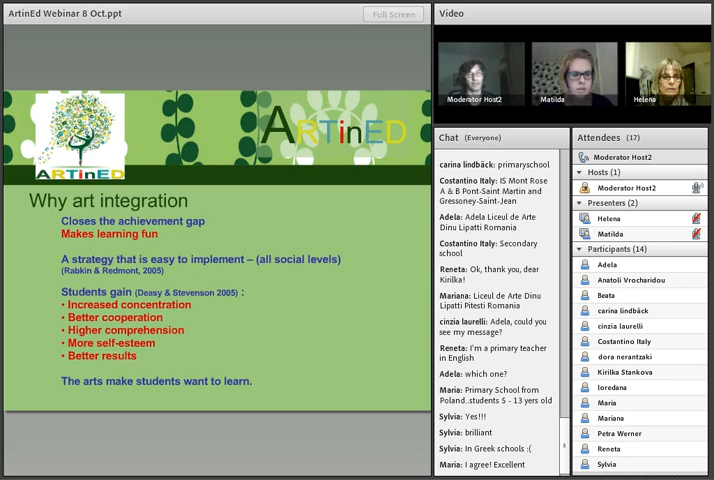 ArtinEd Webinar 8 Oct.ppt
Full Screen
ARTinED
ARTinED
Why art integration
Closes the achievement gap
Makes learning fun
A strategy that is easy to implement – (all social levels)
(Rabkin & Redmont, 2005)
Students gain (Deasy & Stevenson 2005) :
• Increased concentration
• Better cooperation
• Higher comprehension
• More self-esteem
• Better results
The arts make students want to learn.
Video
Moderator Host2
Matilda
Helena
Chat (Everyone)
carina lindbäck: primaryschool
Costantino Italy: IS Mont Rose
A & B Pont-Saint Martin and
Gressoney-Saint-Jean
Adela: Adela Liceul de Arte
Dinu Lipatti Romania
Costantino Italy: Secondary
school
Reneta: Ok, thank you, dear
Kirilka!
Mariana: Liceul de Arte Dinu
Lipatti Pitesti Romania
cinzia laurelli: Adela, could you
see my message?
Reneta: I'm a primary teacher
in English
Adela: which one?
Maria: Primary School from
Poland..students 5 - 13 yers old
Sylvia: Yes!!!
Sylvia: brilliant
Sylvia: In Greek schools :(
Maria: I agree! Excellent
Attendees (17)
Moderator Host2
Hosts (1)
Moderator Host2
Presenters (2)
Helena
Matilda
Participants (14)
Adela
Anatoli Vrocharidou
Beata
carina lindbäck
cinzia laurelli
Costantino Italy
dora nerantzaki
Kirilka Stankova
loredana
Maria
Mariana
Petra Werner
Reneta
Sylvia